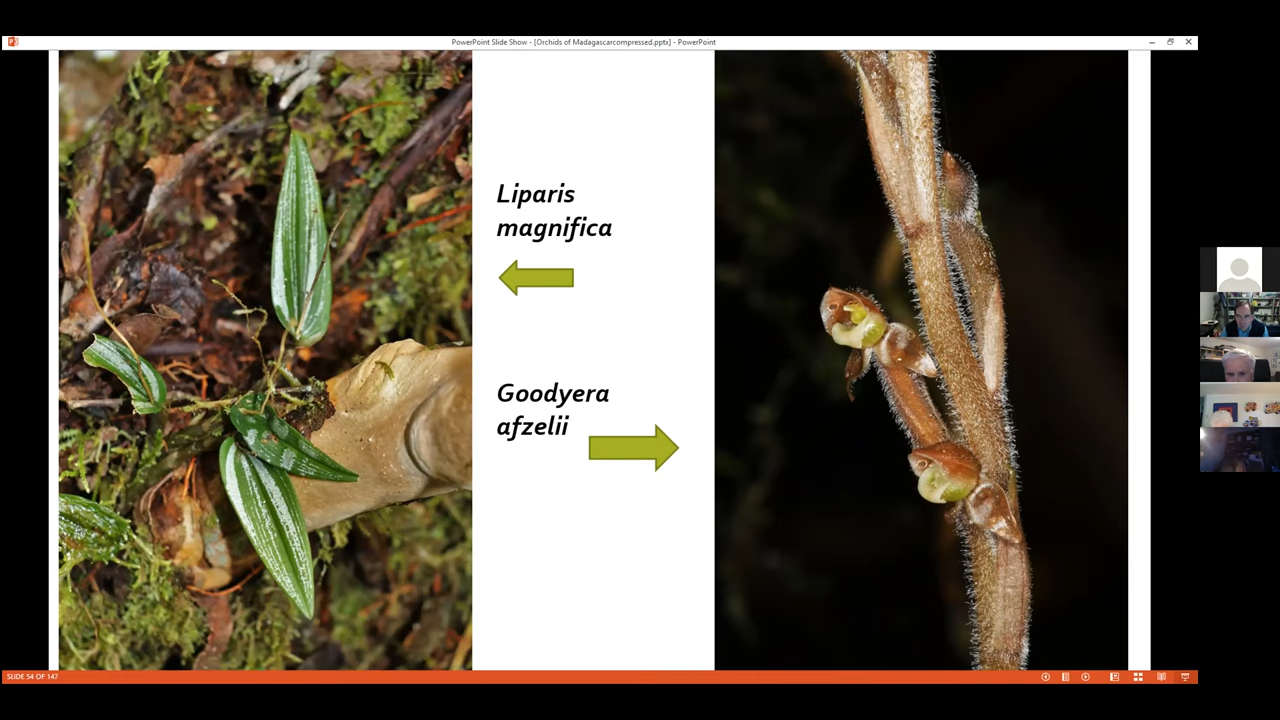 PowerPoint Slide Show - [Orchids of Madagascarcompressed.pptx] - PowerPoint
Liparis
magnifica
Goodyera
afzelii
SLIDE 54 OF 147